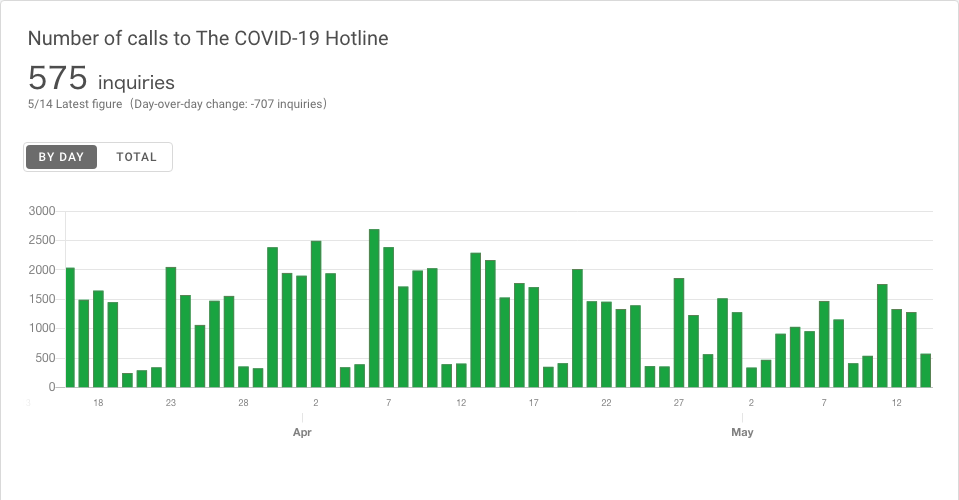 Number of calls to The COVID-19 Hotline
575 inquiries
5/14 Latest figure（Day-over-day change: -707 inquiries）
BY DAY TOTAL
3000
2500
2000
1500
1000
500
0
18 23 28 2 7 12 17 22 27 2 7 12
Apr May